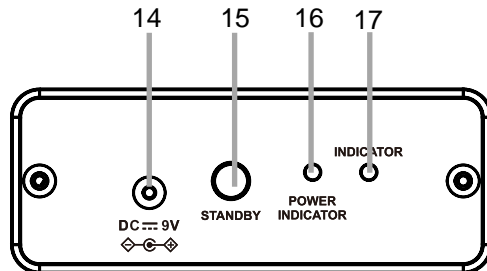 14 15 16 17
INDICATOR
DC ⎓ 9V
STANDBY
POWER
INDICATOR